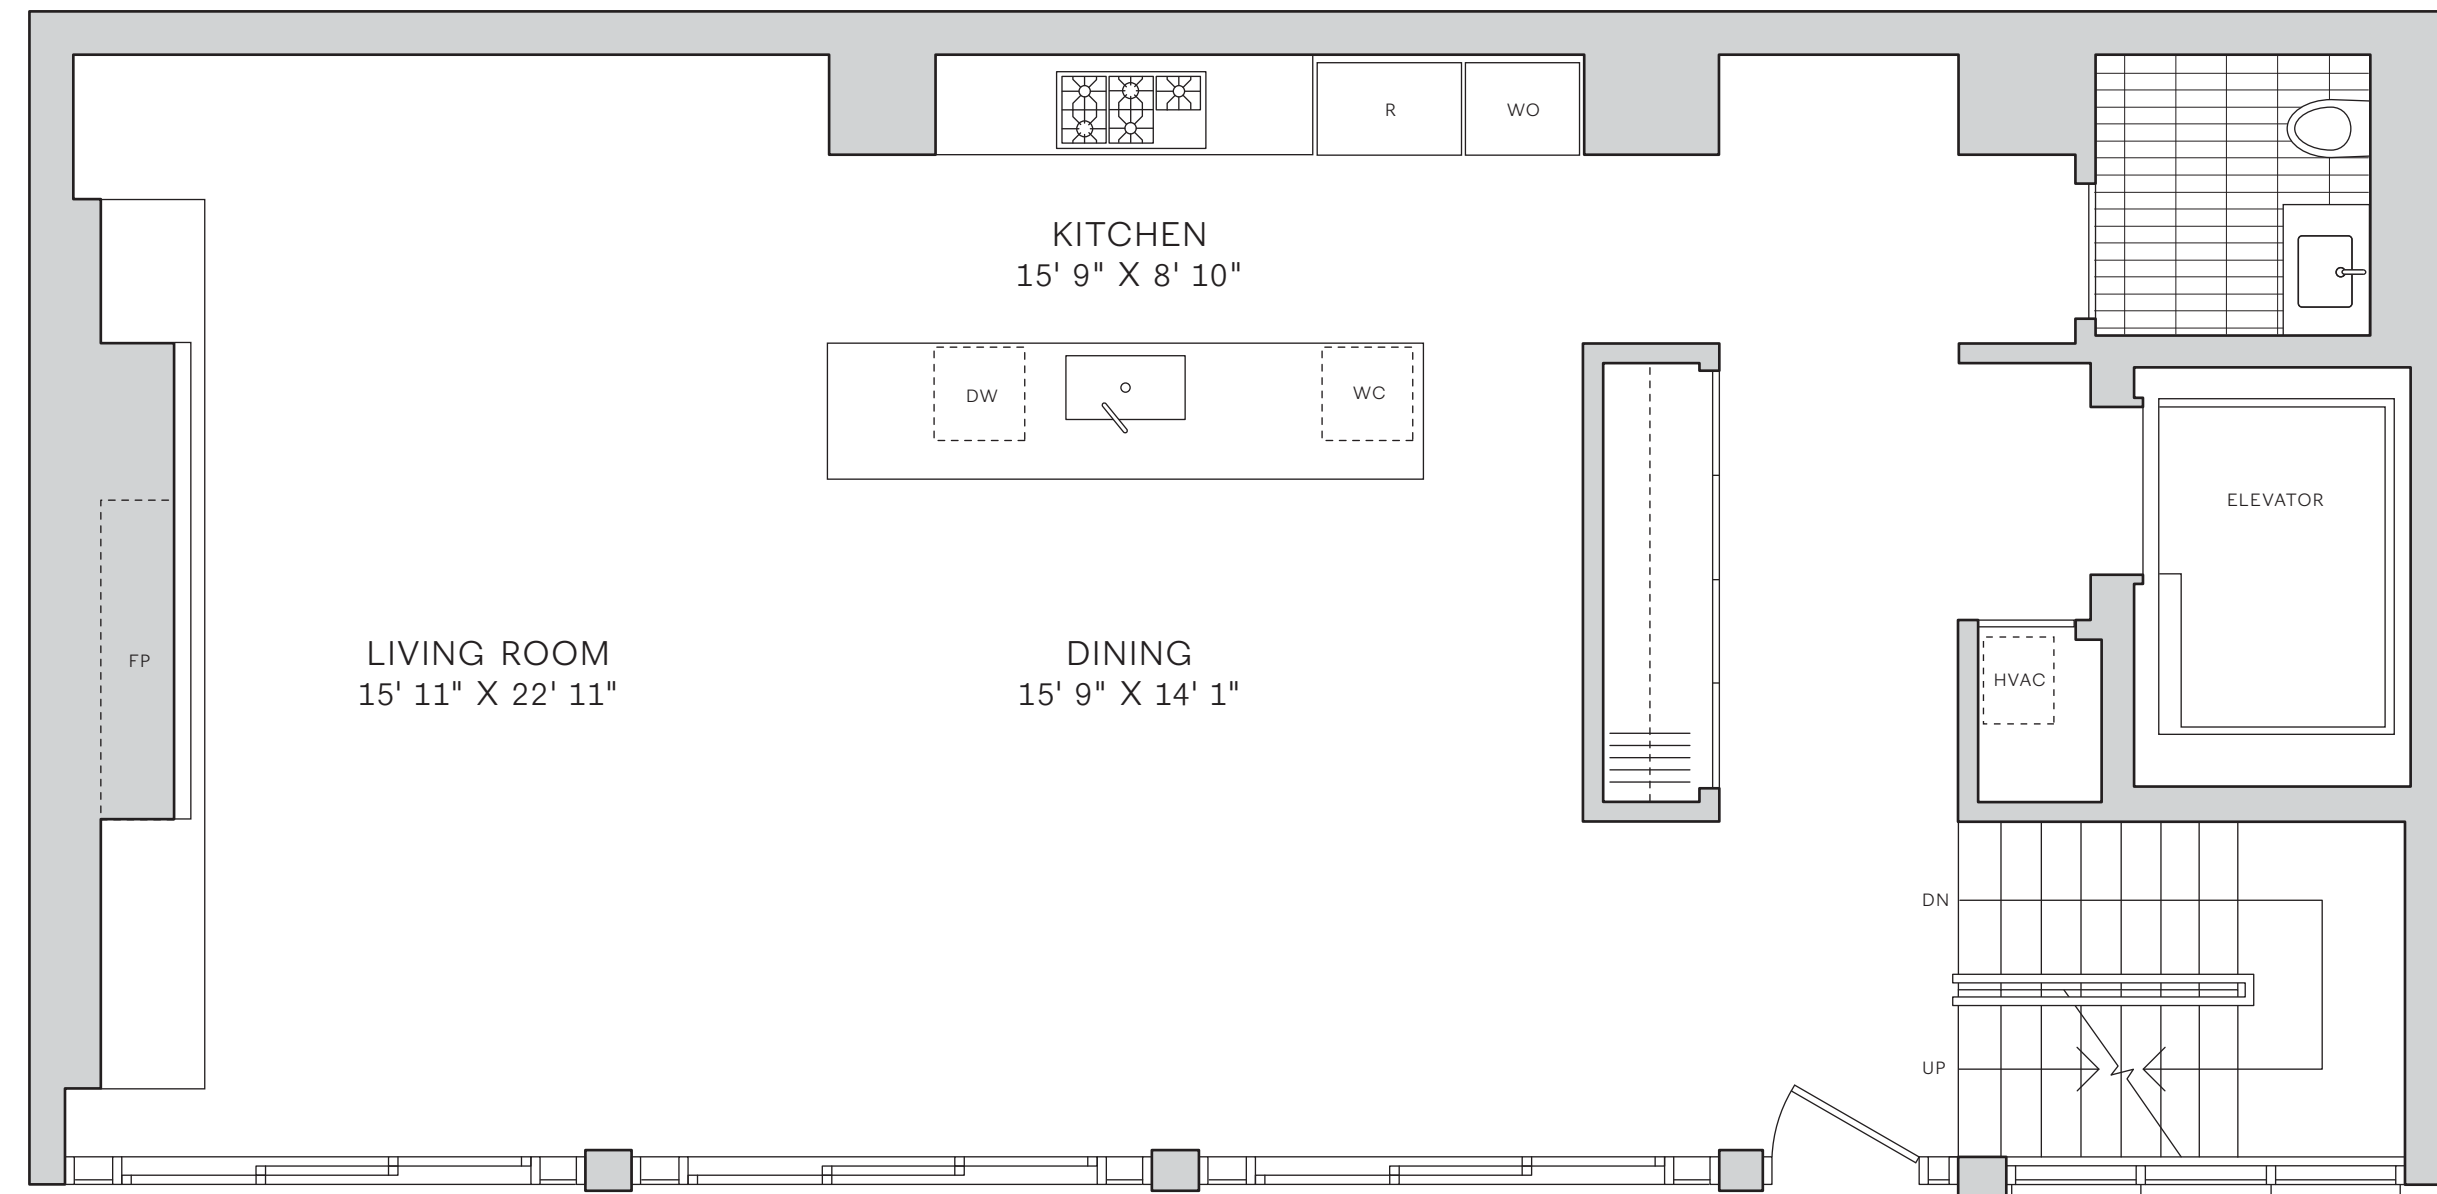 R
WO
KITCHEN
15' 9" X 8' 10"
DW
WC
ELEVATOR
LIVING ROOM
15' 11" X 22' 11"
DINING
15' 9" X 14' 1"
FP
HVAC
DN
UP